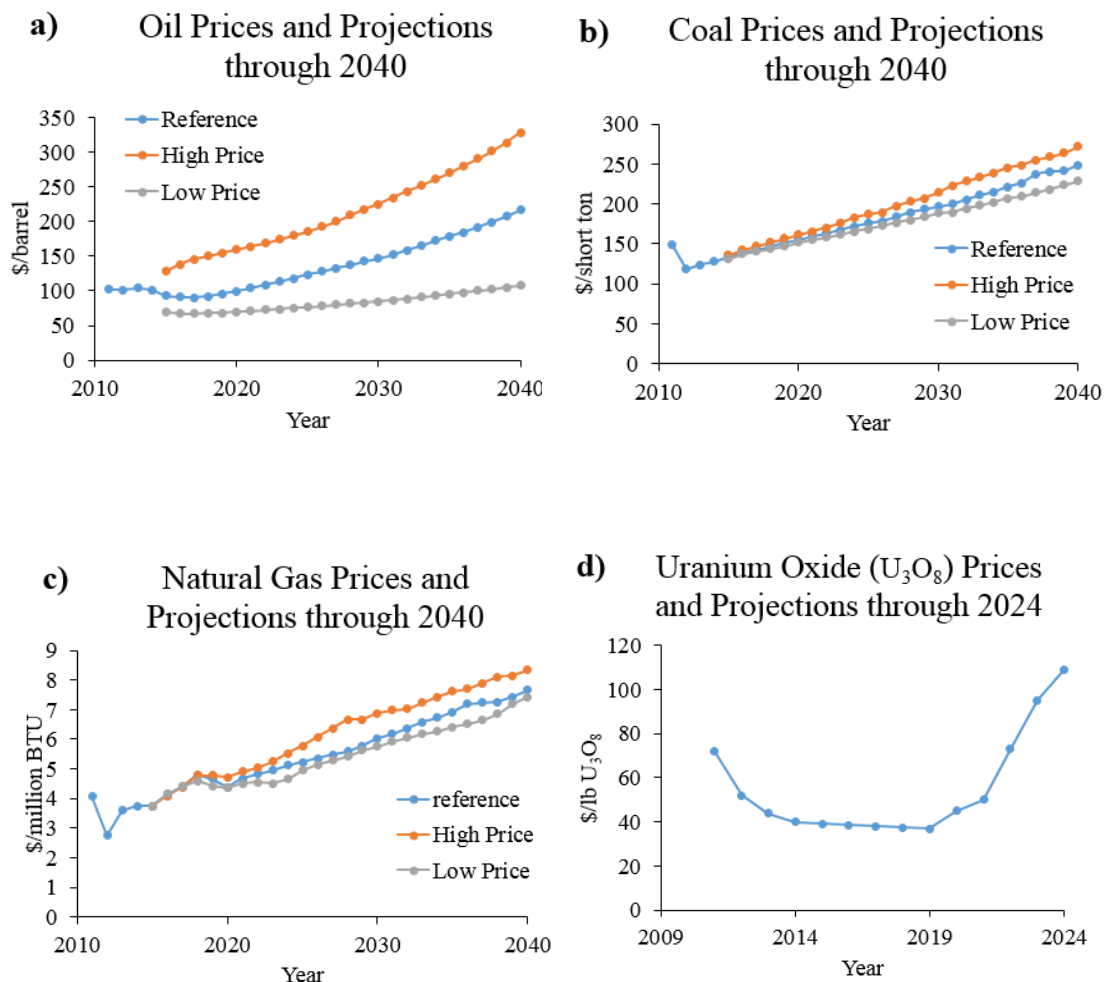 a) Oil Prices and Projections
through 2040
350
300
250
200
150
100
50
0
$/barrel
Reference
High Price
Low Price
2010 2020 2030 2040
Year
b) Coal Prices and Projections
through 2040
300
250
200
150
100
50
0
$/short ton
Reference
High Price
Low Price
2010 2020 2030 2040
Year
c) Natural Gas Prices and
Projections through 2040
9
8
7
6
5
4
3
2
1
0
$/million BTU
reference
High Price
Low Price
2010 2020 2030 2040
Year
d) Uranium Oxide (U₃O₈) Prices
and Projections through 2024
120
100
80
60
40
20
0
$/lb U₃O₈
2009 2014 2019 2024
Year